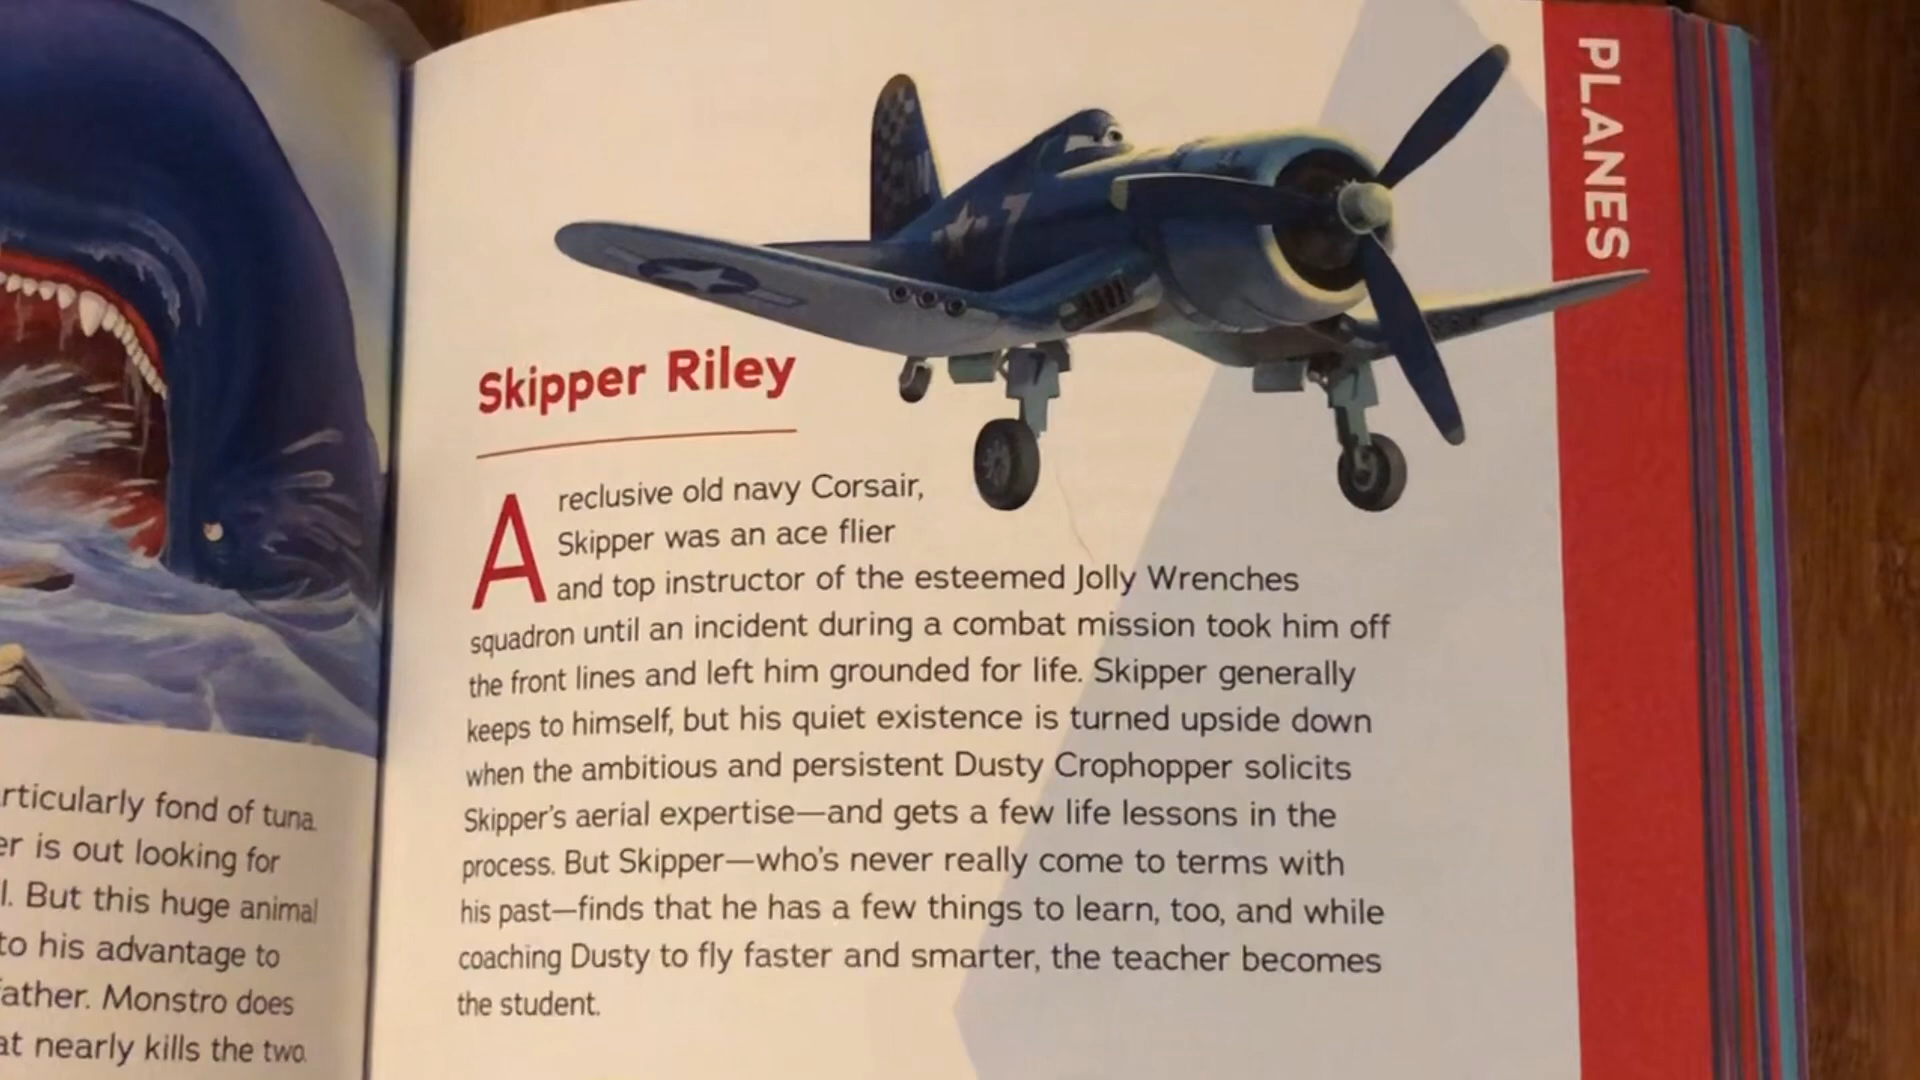 rticularly fond of tuna.
er is out looking for
l. But this huge animal
to his advantage to
father. Monstro does
at nearly kills the two.
PLANES
Skipper Riley
A reclusive old navy Corsair,
Skipper was an ace flier
and top instructor of the esteemed Jolly Wrenches
squadron until an incident during a combat mission took him off
the front lines and left him grounded for life. Skipper generally
keeps to himself, but his quiet existence is turned upside down
when the ambitious and persistent Dusty Crophopper solicits
Skipper's aerial expertise—and gets a few life lessons in the
process. But Skipper—who's never really come to terms with
his past—finds that he has a few things to learn, too, and while
coaching Dusty to fly faster and smarter, the teacher becomes
the student.
7
7
7